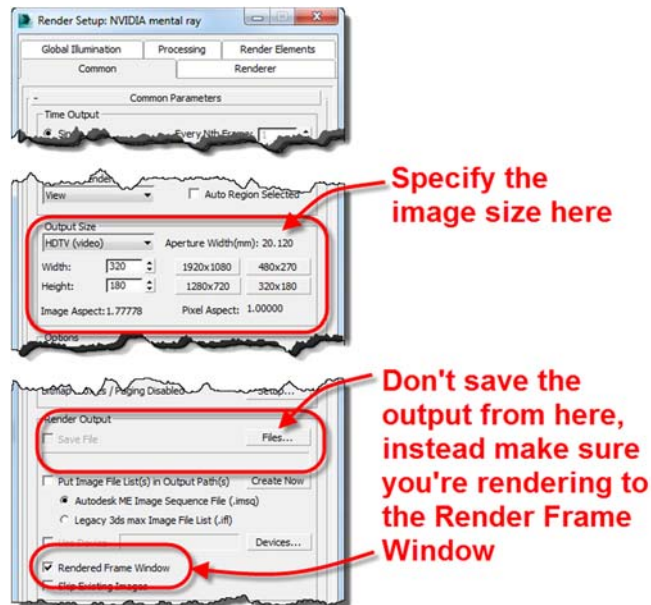 Render Setup: NVIDIA mental ray
Global Illumination Processing Render Elements
Common Renderer
- Common Parameters
Time Output
Every Nth Frame:
View
Auto Region Selected
Output Size
HDTV (video) Aperture Width(mm): 20.120
Width: 320 1920x1080 480x270
Height: 180 1280x720 320x180
Image Aspect: 1.77778 Pixel Aspect: 1.00000
Options
Specify the
image size here
/ Paging Disabled Setup...
Render Output
Save File Files...
Put Image File List(s) in Output Path(s) Create Now
Autodesk ME Image Sequence File (.imsq)
Legacy 3ds max Image File List (.ifl)
Use Device Devices...
Rendered Frame Window
Skip Existing Images
Don't save the
output from here,
instead make sure
you're rendering to
the Render Frame
Window